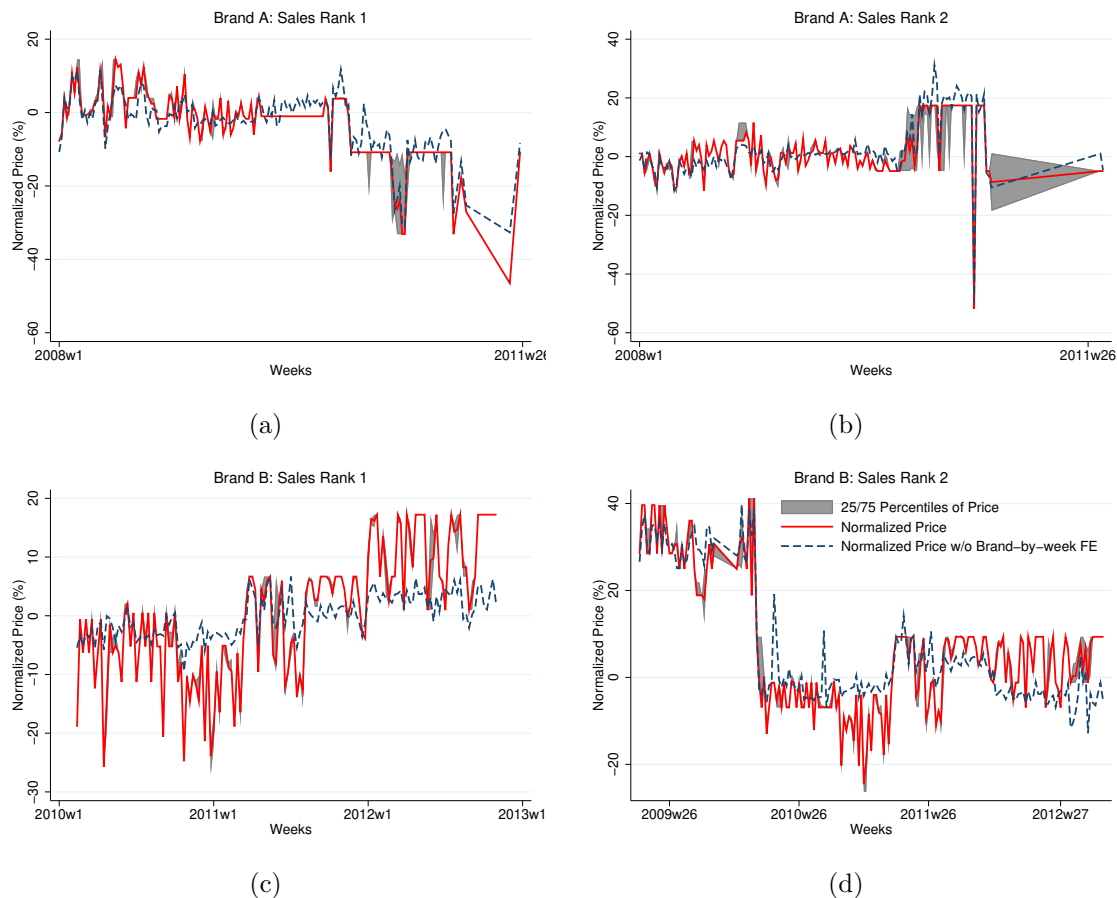 Brand A: Sales Rank 1
Normalized Price (%)
20
0
−20
−40
−60
2008w1
2011w26
Weeks
(a)
Brand A: Sales Rank 2
Normalized Price (%)
40
20
0
−20
−40
−60
2008w1
2011w26
Weeks
(b)
Brand B: Sales Rank 1
Normalized Price (%)
20
10
0
−10
−20
−30
2010w1
2011w1
2012w1
2013w1
Weeks
(c)
Brand B: Sales Rank 2
25/75 Percentiles of Price
Normalized Price
Normalized Price w/o Brand−by−week FE
Normalized Price (%)
40
20
0
−20
2009w26
2010w26
2011w26
2012w27
Weeks
(d)